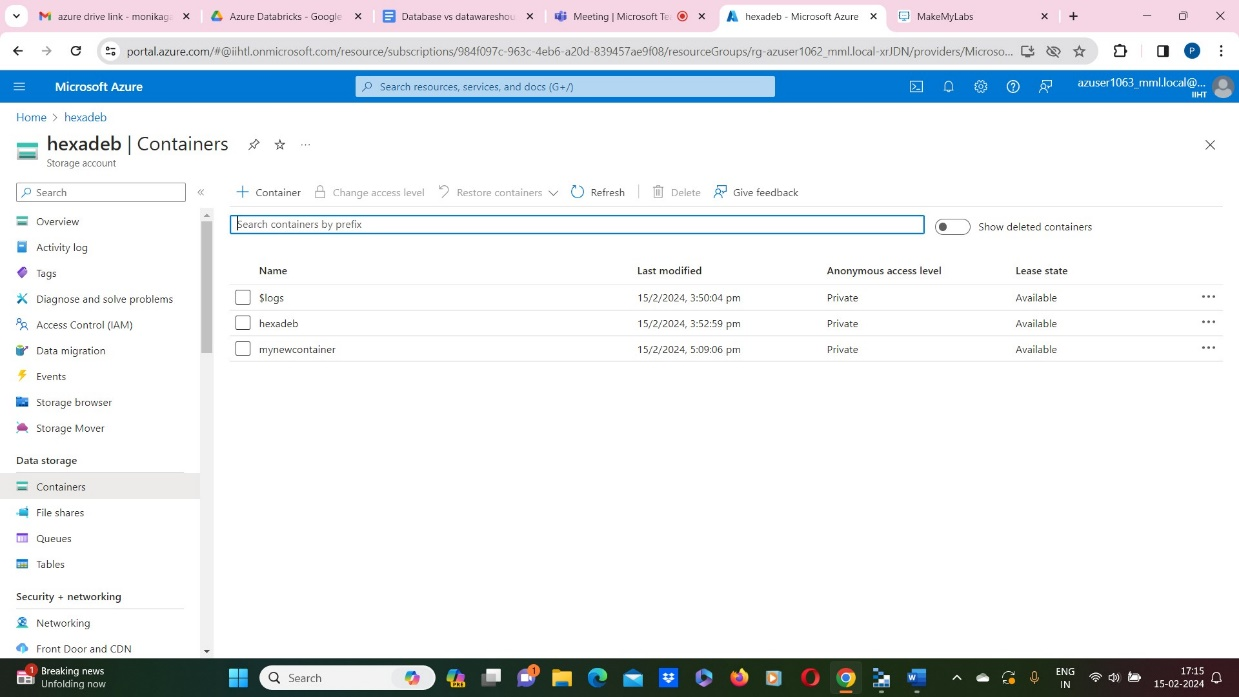 azure drive link - monikaga
Azure Databricks - Google
Database vs datawareshou
Meeting | Microsoft Te
hexadeb - Microsoft Azure
MakeMyLabs
portal.azure.com/#@iihtl.onmicrosoft.com/resource/subscriptions/984f097c-963c-4eb6-a20d-839457ae9f08/resourceGroups/rg-azuser1062_mml.local-xrJDN/providers/Microso...
P
Microsoft Azure
Search resources, services, and docs (G+/)
azuser1063_mml.local@...
IIHT
Home > hexadeb
hexadeb | Containers
Storage account
Search
Container
Change access level
Restore containers
Refresh
Delete
Give feedback
Search containers by prefix
Show deleted containers
Overview
Activity log
Tags
Diagnose and solve problems
Access Control (IAM)
Data migration
Events
Storage browser
Storage Mover
Data storage
Containers
File shares
Queues
Tables
Security + networking
Networking
Front Door and CDN
Name Last modified Anonymous access level Lease state
$logs 15/2/2024, 3:50:04 pm Private Available
hexadeb 15/2/2024, 3:52:59 pm Private Available
mynewcontainer 15/2/2024, 5:09:06 pm Private Available
1
Breaking news
Unfolding now
Search
PRE
1
W
ENG
IN
17:15
15-02-2024